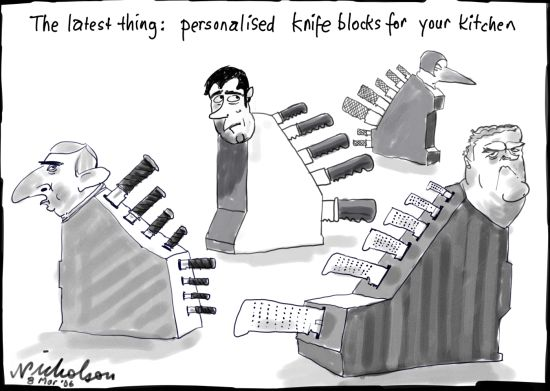 The latest thing: personalised knife blocks for your kitchen
Nicholson
8 Mar '06